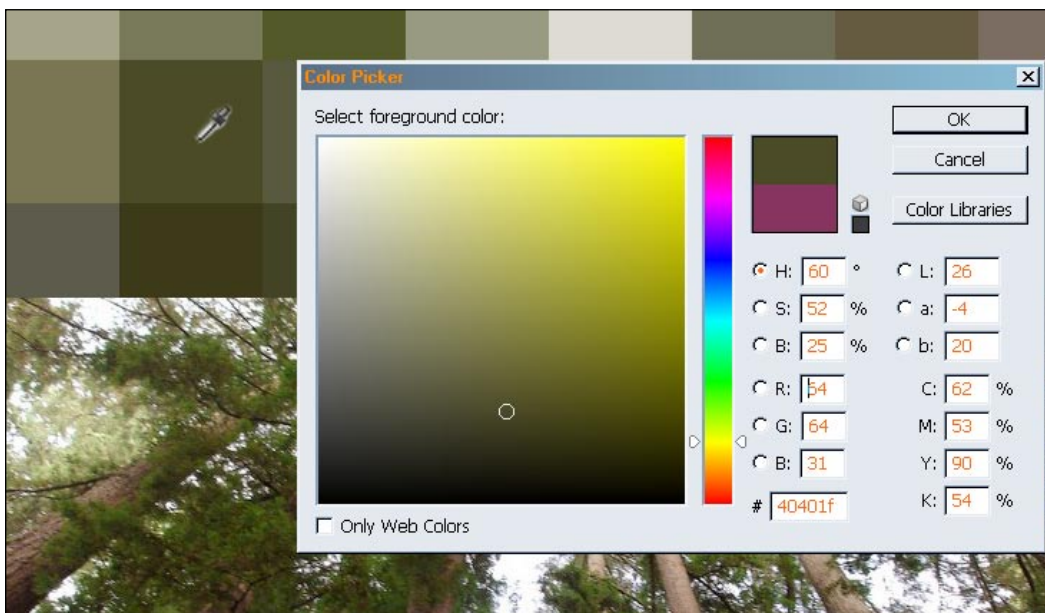 Color Picker
Select foreground color:
OK
Cancel
Color Libraries
H: 60 °
L: 26
S: 52 %
a: -4
B: 25 %
b: 20
R: 64
C: 62 %
G: 64
M: 53 %
B: 31
Y: 90 %
# 40401f
K: 54 %
Only Web Colors